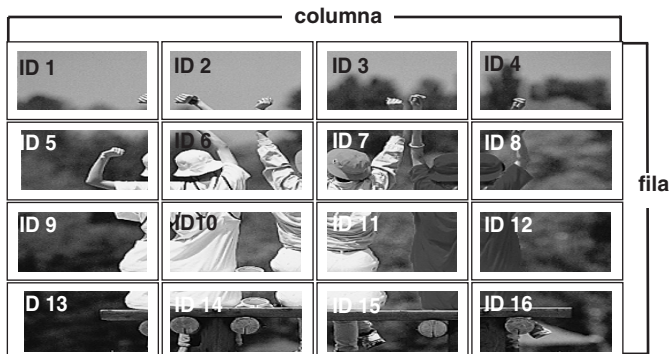 columna
ID 1 ID 2 ID 3 ID 4
ID 5 ID 6 ID 7 ID 8
fila
ID 9 ID10 ID 11 ID 12
D 13 ID 14 ID 15 ID 16